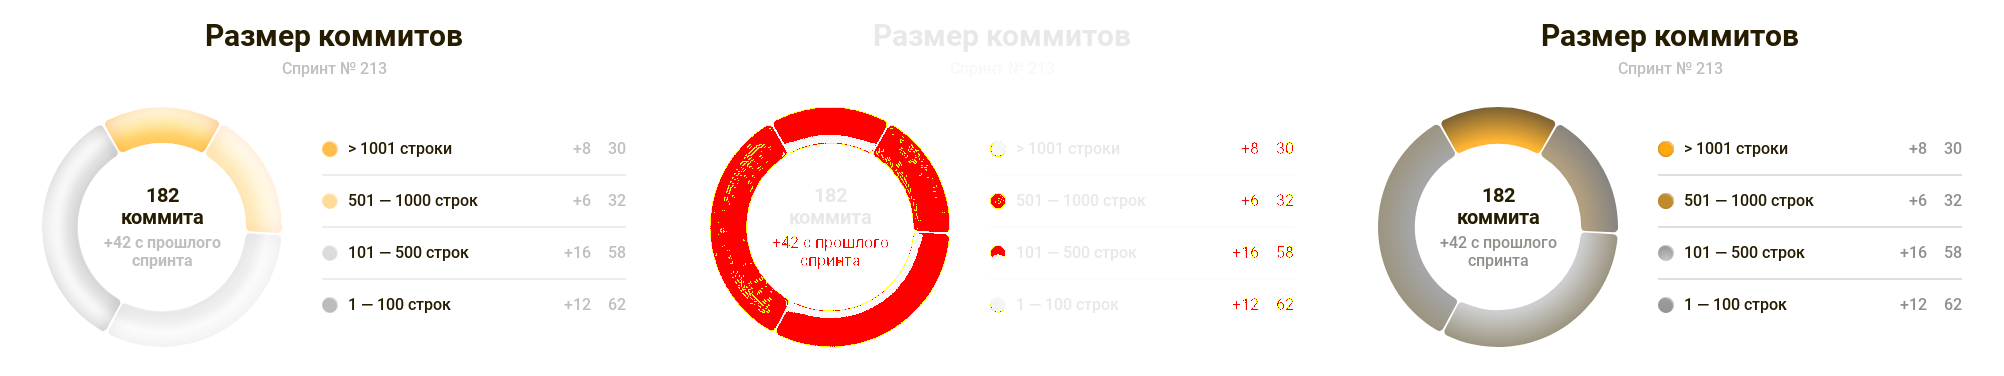 Размер коммитов
Спринт № 213
182
коммита
+42 с прошлого
спринта
> 1001 строки +8 30
501 — 1000 строк +6 32
101 — 500 строк +16 58
1 — 100 строк +12 62
Размер коммитов
Спринт № 213
182
коммита
+42 с прошлого
спринта
> 1001 строки +8 30
501 — 1000 строк +6 32
101 — 500 строк +16 58
1 — 100 строк +12 62
Размер коммитов
Спринт № 213
182
коммита
+42 с прошлого
спринта
> 1001 строки +8 30
501 — 1000 строк +6 32
101 — 500 строк +16 58
1 — 100 строк +12 62